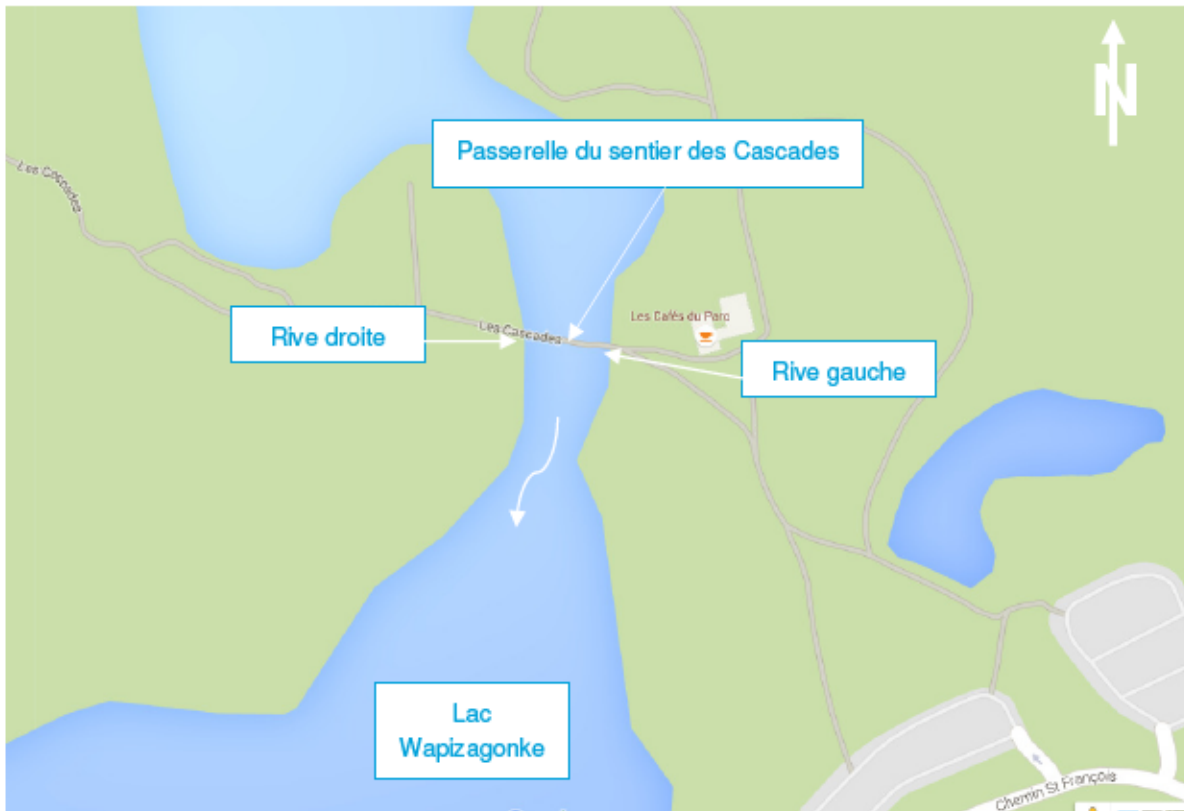 N
Passerelle du sentier des Cascades
Les Cascades
Les Cafés du Parc
Rive droite
Les Cascades
Rive gauche
Lac
Wapizagonke
Chemin St François